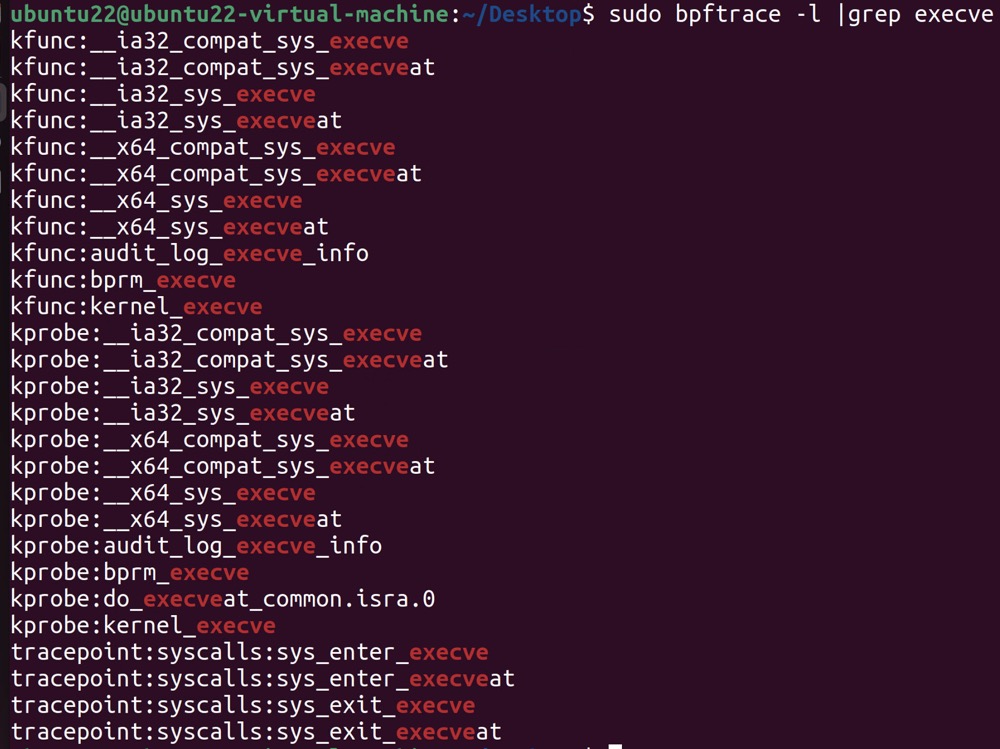 ubuntu22@ubuntu22-virtual-machine:~/Desktop$ sudo bpftrace -l |grep execve
kfunc:__ia32_compat_sys_execve
kfunc:__ia32_compat_sys_execveat
kfunc:__ia32_sys_execve
kfunc:__ia32_sys_execveat
kfunc:__x64_compat_sys_execve
kfunc:__x64_compat_sys_execveat
kfunc:__x64_sys_execve
kfunc:__x64_sys_execveat
kfunc:audit_log_execve_info
kfunc:bprm_execve
kfunc:kernel_execve
kprobe:__ia32_compat_sys_execve
kprobe:__ia32_compat_sys_execveat
kprobe:__ia32_sys_execve
kprobe:__ia32_sys_execveat
kprobe:__x64_compat_sys_execve
kprobe:__x64_compat_sys_execveat
kprobe:__x64_sys_execve
kprobe:__x64_sys_execveat
kprobe:audit_log_execve_info
kprobe:bprm_execve
kprobe:do_execveat_common.isra.0
kprobe:kernel_execve
tracepoint:syscalls:sys_enter_execve
tracepoint:syscalls:sys_enter_execveat
tracepoint:syscalls:sys_exit_execve
tracepoint:syscalls:sys_exit_execveat